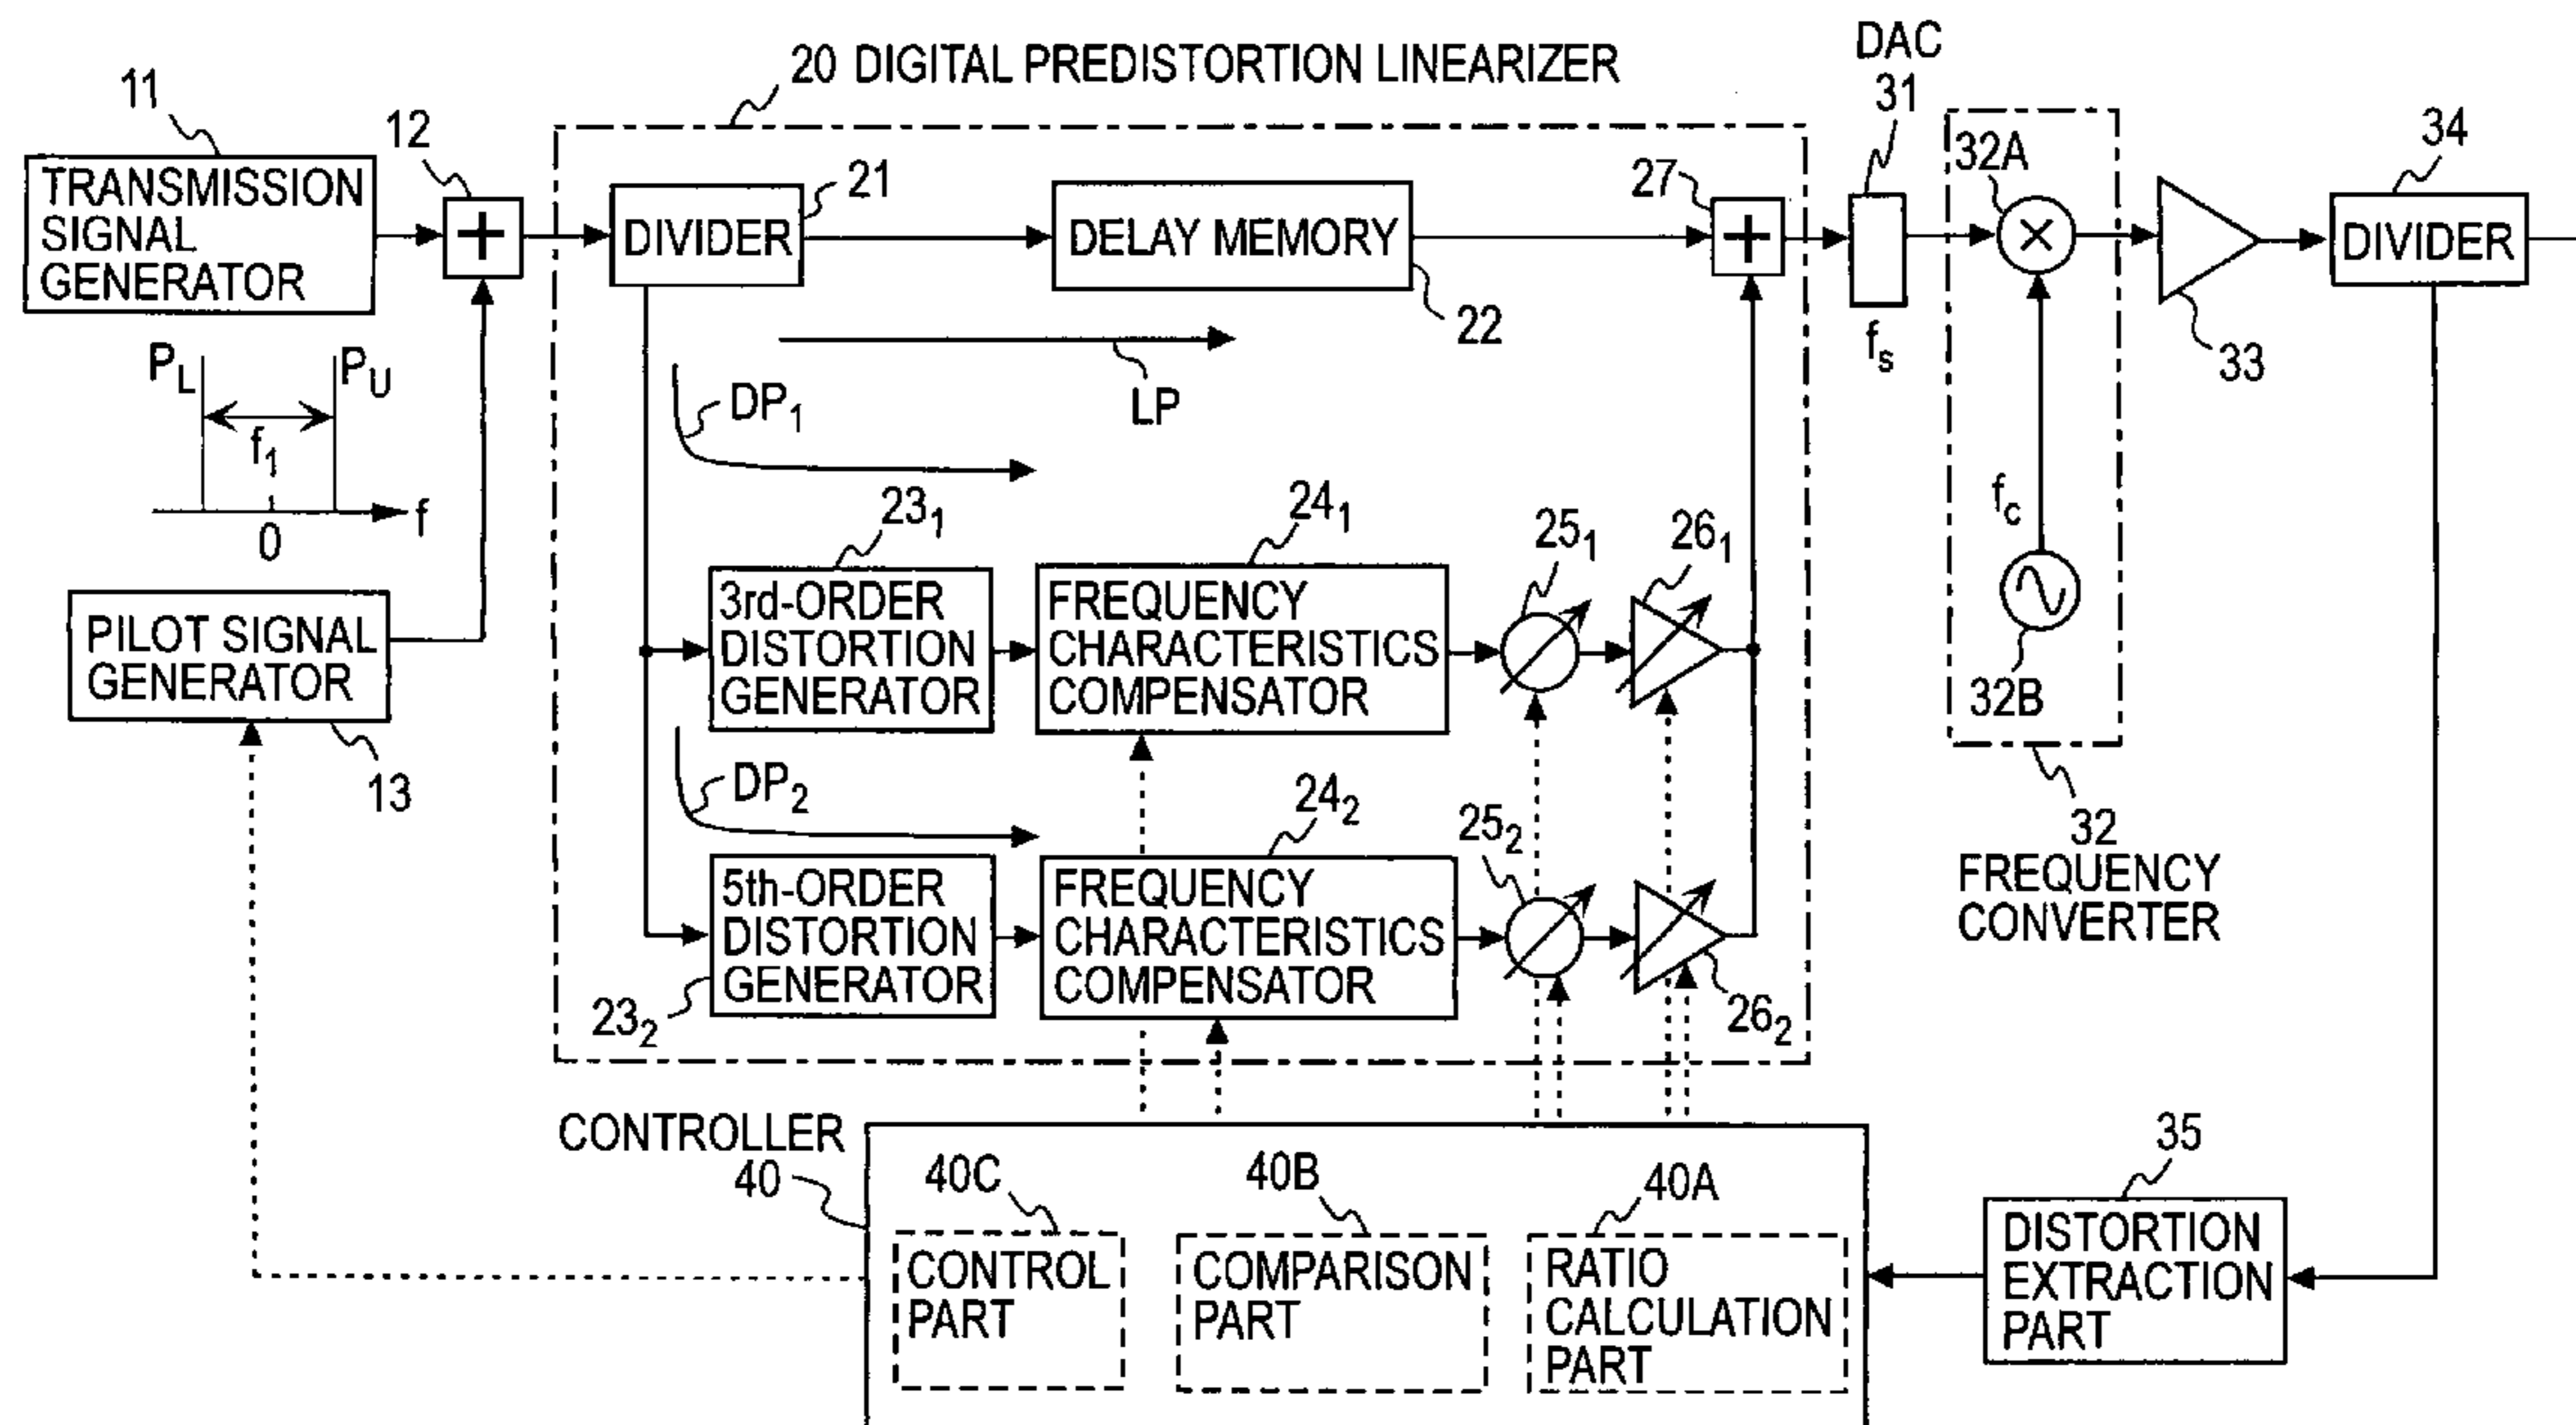 20 DIGITAL PREDISTORTION LINEARIZER
DAC
31
11
12
32A
34
TRANSMISSION
SIGNAL
GENERATOR
+
DIVIDER
21
DELAY MEMORY
22
27
+
fs
×
33
DIVIDER
PL
PU
f1
0
f
LP
DP1
fc
32B
32
FREQUENCY
CONVERTER
PILOT SIGNAL
GENERATOR
13
231
3rd-ORDER
DISTORTION
GENERATOR
241
FREQUENCY
CHARACTERISTICS
COMPENSATOR
251
261
DP2
5th-ORDER
DISTORTION
GENERATOR
232
242
FREQUENCY
CHARACTERISTICS
COMPENSATOR
252
262
CONTROLLER
40
40C
CONTROL
PART
40B
COMPARISON
PART
40A
RATIO
CALCULATION
PART
35
DISTORTION
EXTRACTION
PART